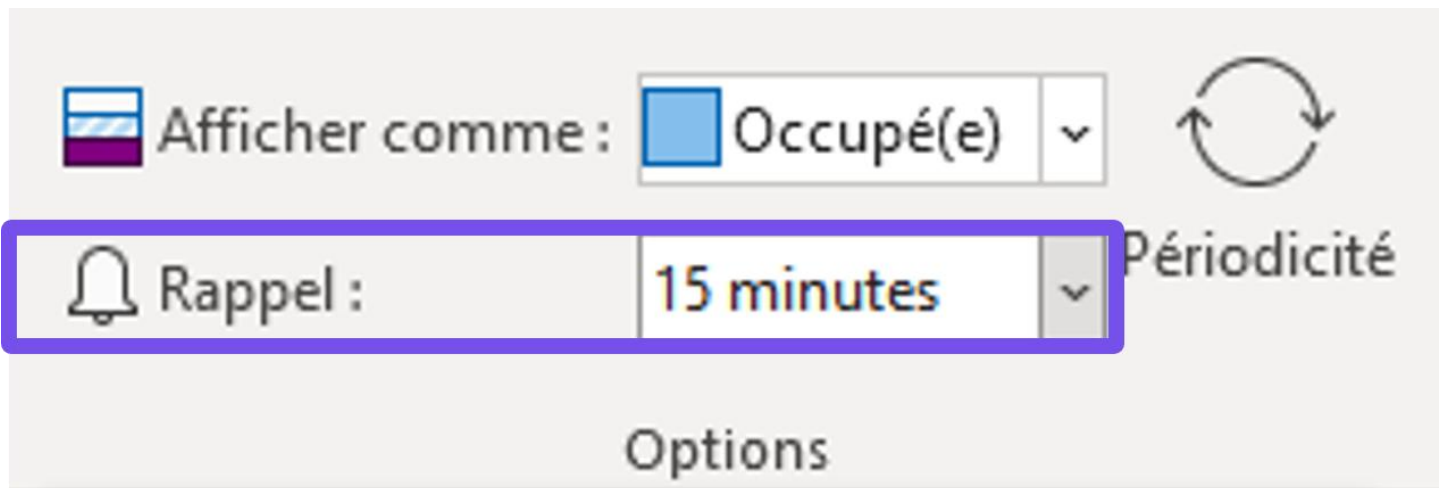 Afficher comme : Occupé(e)
Rappel : 15 minutes
Périodicité
Options